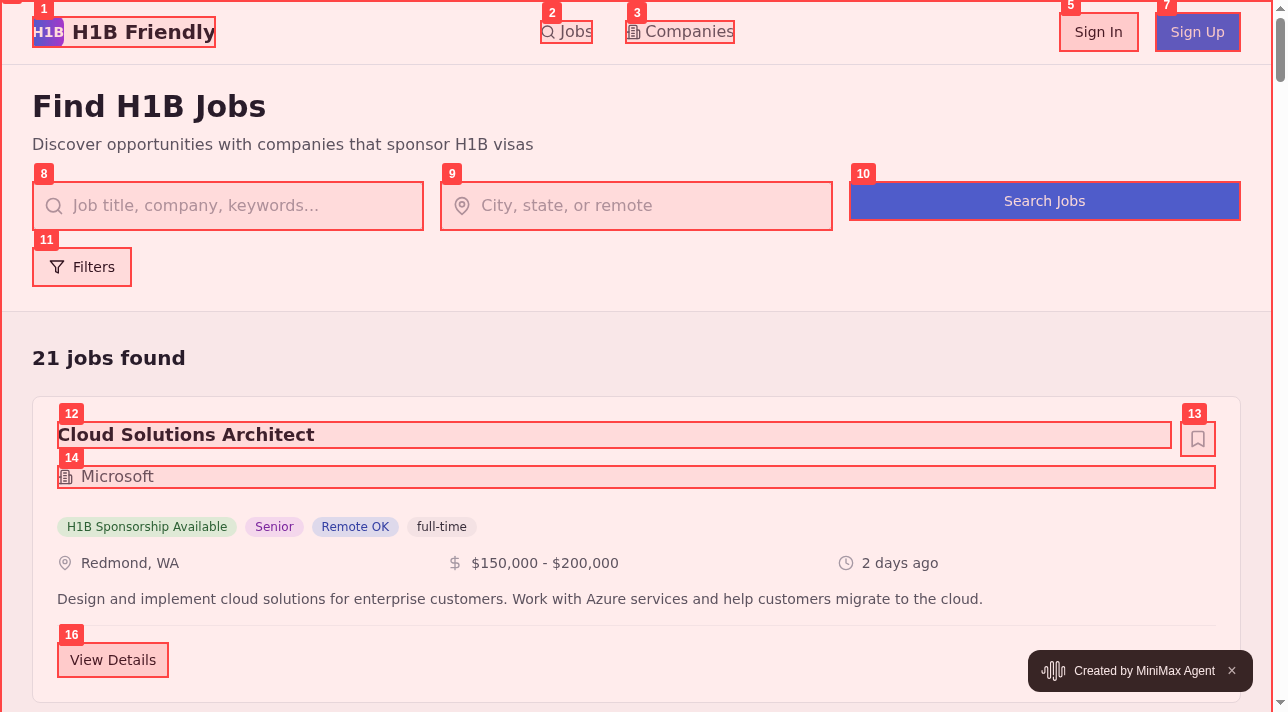 1 2 3 5 7
H1B H1B Friendly Jobs Companies Sign In Sign Up
Find H1B Jobs
Discover opportunities with companies that sponsor H1B visas
8 9 10
Job title, company, keywords... City, state, or remote Search Jobs
11
Filters
21 jobs found
12 13
Cloud Solutions Architect
14
Microsoft
H1B Sponsorship Available Senior Remote OK full-time
Redmond, WA $150,000 - $200,000 2 days ago
Design and implement cloud solutions for enterprise customers. Work with Azure services and help customers migrate to the cloud.
16
View Details
Created by MiniMax Agent ×